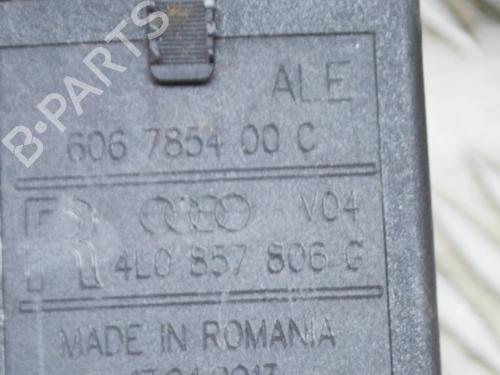 B-PARTS
ALE
606 7854 00 C
V04
4L0 857 806 G
MADE IN ROMANIA